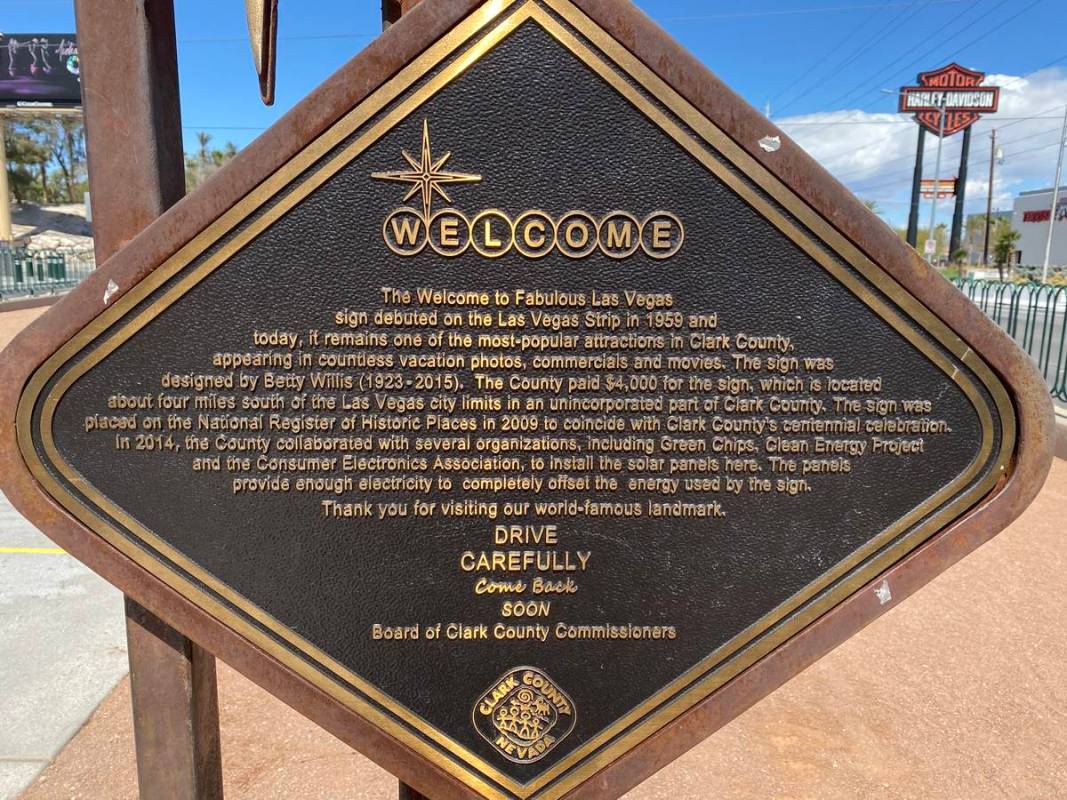 MOTOR
HARLEY-DAVIDSON
CYCLES
WELCOME
The Welcome to Fabulous Las Vegas
sign debuted on the Las Vegas Strip in 1959 and
today, it remains one of the most-popular attractions in Clark County,
appearing in countless vacation photos, commercials and movies. The sign was
designed by Betty Willis (1923-2015). The County paid $4,000 for the sign, which is located
about four miles south of the Las Vegas city limits in an unincorporated part of Clark County. The sign was
placed on the National Register of Historic Places in 2009 to coincide with Clark County's centennial celebration.
In 2014, the County collaborated with several organizations, including Green Chips, Clean Energy Project
and the Consumer Electronics Association, to install the solar panels here. The panels
provide enough electricity to completely offset the energy used by the sign.
Thank you for visiting our world-famous landmark.
DRIVE
CAREFULLY
Come Back
SOON
Board of Clark County Commissioners
CLARK COUNTY
NEVADA